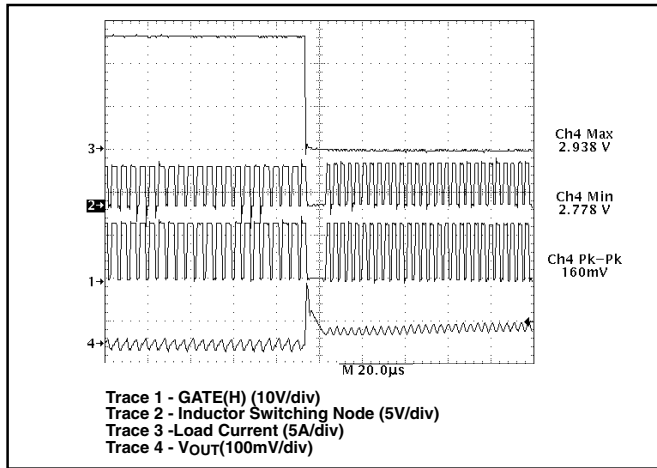 3→
Ch4 Max
2.938 V
2→
Ch4 Min
2.778 V
Ch4 Pk-Pk
160mV
1→
4→
M 20.0µs
Trace 1 - GATE(H) (10V/div)
Trace 2 - Inductor Switching Node (5V/div)
Trace 3 -Load Current (5A/div)
Trace 4 - VOUT(100mV/div)